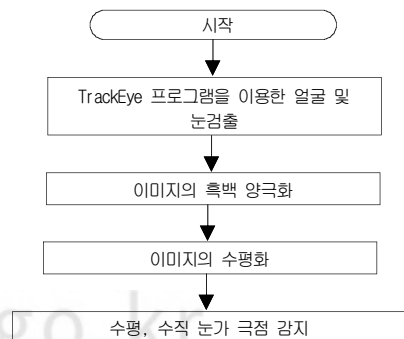 시작
TrackEye 프로그램을 이용한 얼굴 및
눈검출
이미지의 흑백 양극화
이미지의 수평화
go.kr
수평, 수직 눈가 극점 감지